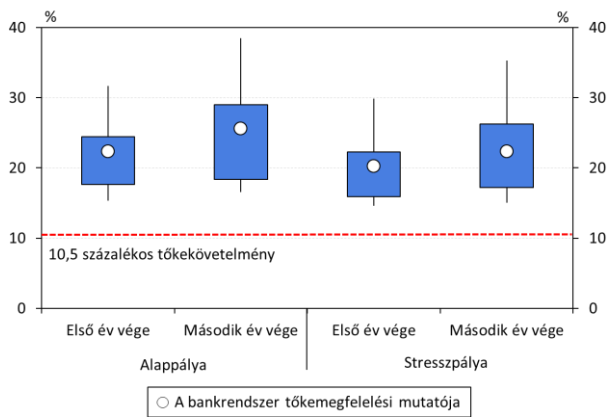 % %
40 40
30 30
20 20
10 10
10,5 százalékos tőkekövetelmény
0 0
Első év vége Második év vége Első év vége Második év vége
Alappálya Stresszpálya
A bankrendszer tőkemegfelelési mutatója